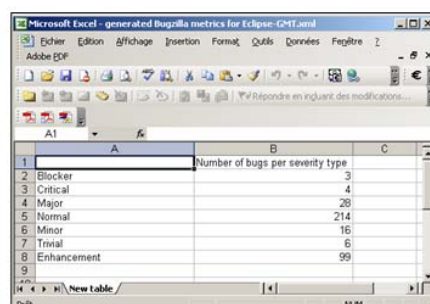 Microsoft Excel - generated Bugzilla metrics for Eclipse-GMT.xml
Fichier Edition Affichage Insertion Format Outils Données Fenêtre ?
Adobe PDF
Répondre en incluant des modifications...
A1 fx
A B C
1 Number of bugs per severity type
2 Blocker 3
3 Critical 4
4 Major 28
5 Normal 214
6 Minor 16
7 Trivial 6
8 Enhancement 99
9
New table